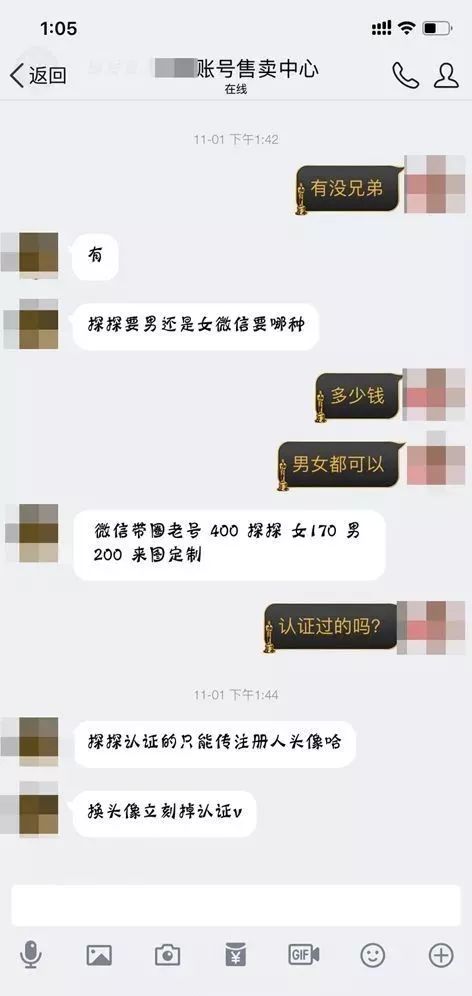 1:05
返回
账号售卖中心
在线
11-01 下午1:42
有没兄弟
有
探探要男还是女微信要哪种
多少钱
男女都可以
微信带圈老号 400 探探 女170 男
200 来图定制
认证过的吗?
11-01 下午1:44
探探认证的只能传注册人头像哈
换头像立刻掉认证v
GIF